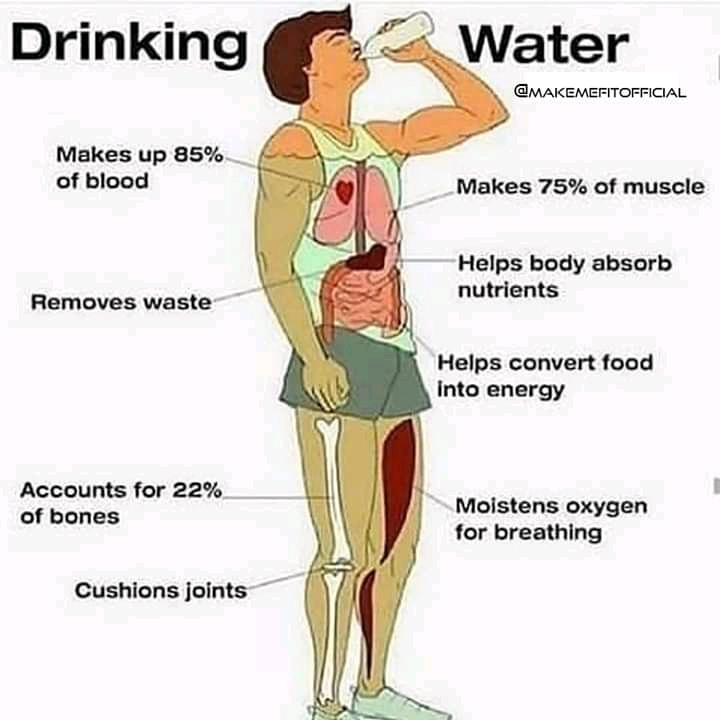 Drinking Water
@MAKEMEFITOFFICIAL
Makes up 85%
of blood
Makes 75% of muscle
Helps body absorb
nutrients
Removes waste
Helps convert food
into energy
Accounts for 22%
of bones
Moistens oxygen
for breathing
Cushions joints